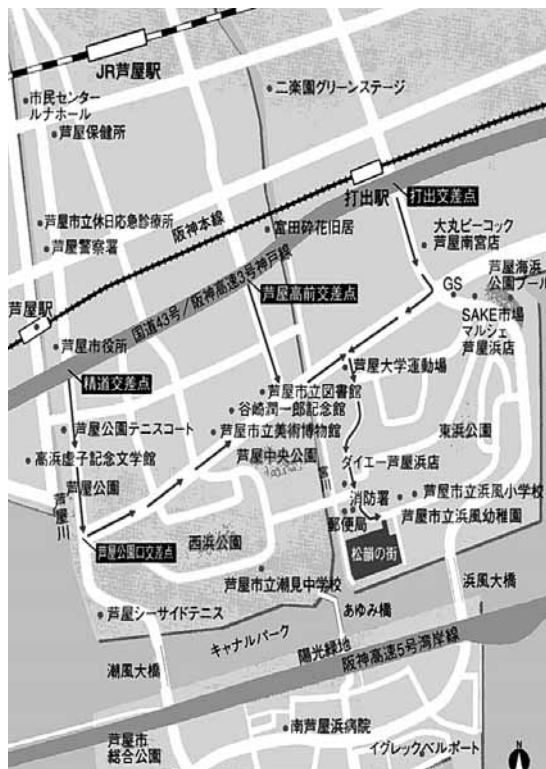 JR芦屋駅
市民センター
ルナホール
二楽園グリーンステージ
芦屋保健所
打出駅
打出交差点
芦屋市立休日応急診療所
阪神本線
富田砕花旧居
大丸ピーコック
芦屋南宮店
芦屋警察署
芦屋海浜
公園プール
GS
国道43号/阪神高速3号神戸線
芦屋高前交差点
芦屋駅
SAKE市場
マルシェ
芦屋浜店
芦屋市役所
芦屋大学運動場
精道交差点
芦屋市立図書館
谷崎潤一郎記念館
芦屋公園テニスコート
芦屋市立美術博物館
東浜公園
高浜虚子記念文学館
芦屋中央公園
宮川
ダイエー芦屋浜店
芦屋公園
芦屋川
消防署
芦屋市立浜風小学校
郵便局
芦屋市立浜風幼稚園
芦屋公園口交差点
西浜公園
松韻の街
芦屋市立潮見中学校
浜風大橋
芦屋シーサイドテニス
あゆみ橋
キャナルパーク
陽光緑地
阪神高速5号湾岸線
潮風大橋
南芦屋浜病院
芦屋市
総合公園
イグレックベルポート
N